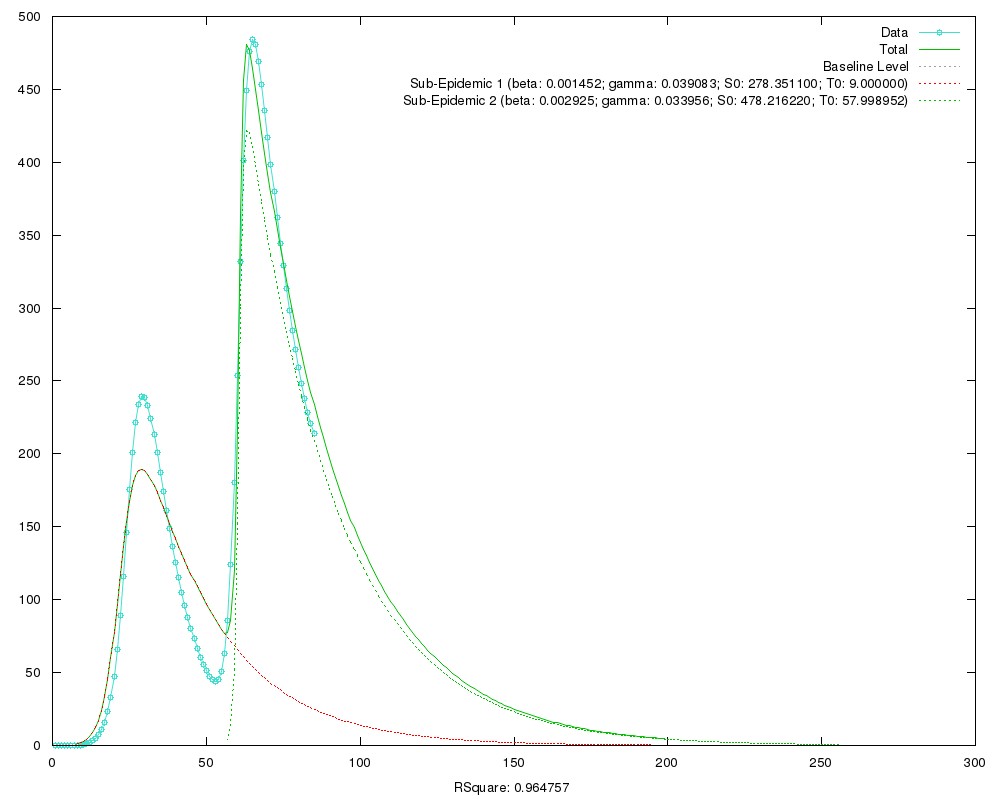 Data
Total
Baseline Level
Sub-Epidemic 1 (beta: 0.001452; gamma: 0.039083; S0: 278.351100; T0: 9.000000)
Sub-Epidemic 2 (beta: 0.002925; gamma: 0.033956; S0: 478.216220; T0: 57.998952)
500
450
400
350
300
250
200
150
100
50
0
0 50 100 150 200 250 300
RSquare: 0.964757